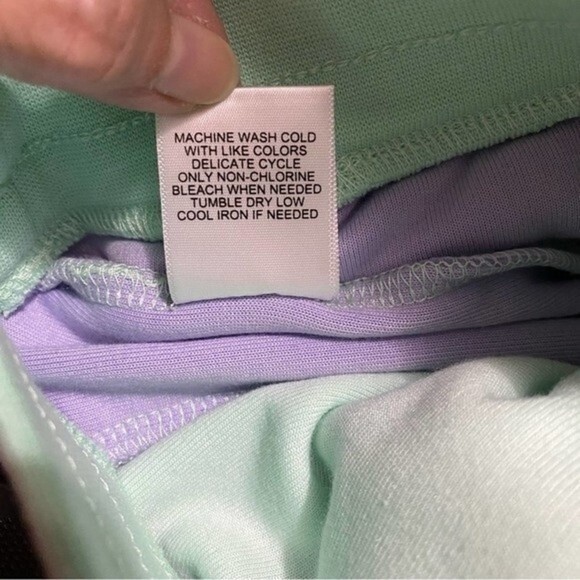 MACHINE WASH COLD
WITH LIKE COLORS
DELICATE CYCLE
ONLY NON-CHLORINE
BLEACH WHEN NEEDED
TUMBLE DRY LOW
COOL IRON IF NEEDED